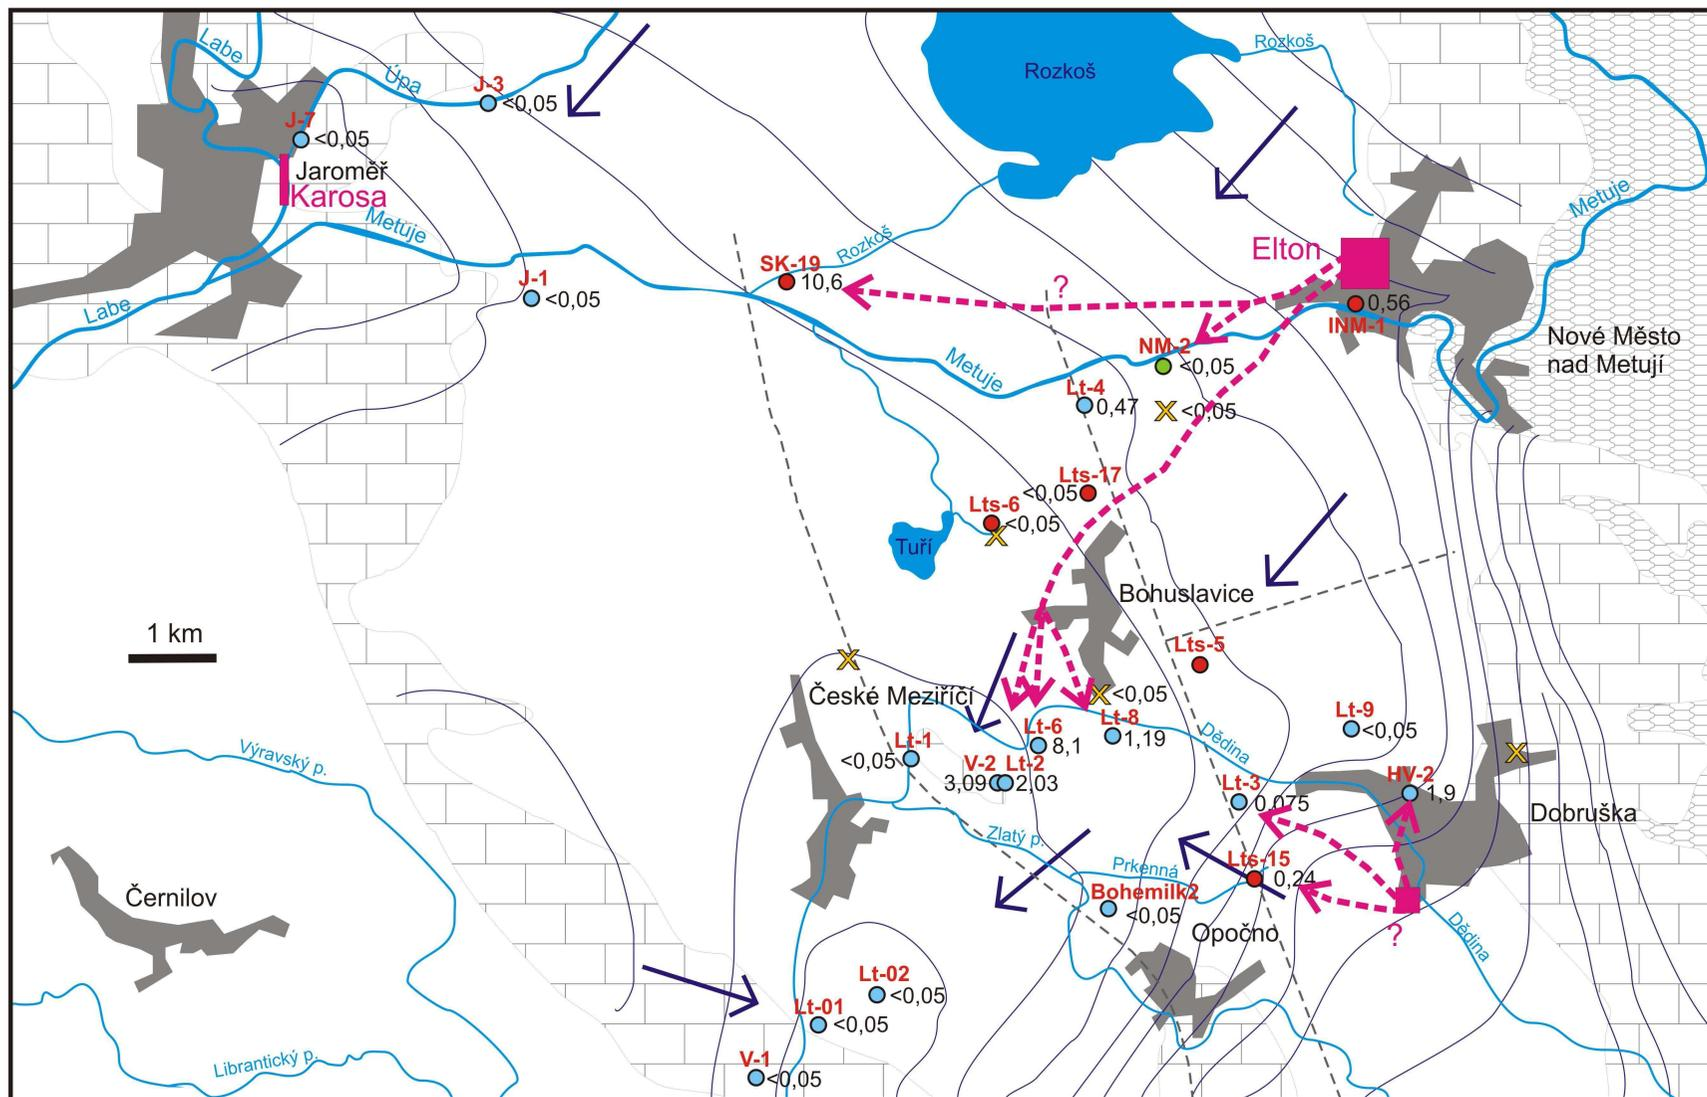 Labe
Úpa
J-3
<0,05
J-7
<0,05
Jaroměř
Karosa
Metuje
Labe
J-1
<0,05
Rozkoš
Rozkoš
Rozkoš
SK-19
10,6
?
Elton
0,56
INM-1
Metuje
Nové Město
nad Metují
NM-2
<0,05
Metuje
Lt-4
0,47
X <0,05
Lts-17
<0,05
Lts-6
<0,05
X
Tuří
Bohuslavice
1 km
Lts-5
X
České Meziříčí
X <0,05
Lt-6
8,1
Lt-8
1,19
Dědina
Lt-9
<0,05
X
Lt-1
<0,05
V-2
3,09
Lt-2
2,03
Lt-3
0,075
HV-2
1,9
Dobruška
Výravský p.
Zlatý p.
Prkenná
Lts-15
0,24
Bohemilk2
<0,05
Opočno
?
Dědina
Černilov
Lt-02
<0,05
Lt-01
<0,05
V-1
<0,05
Librantický p.